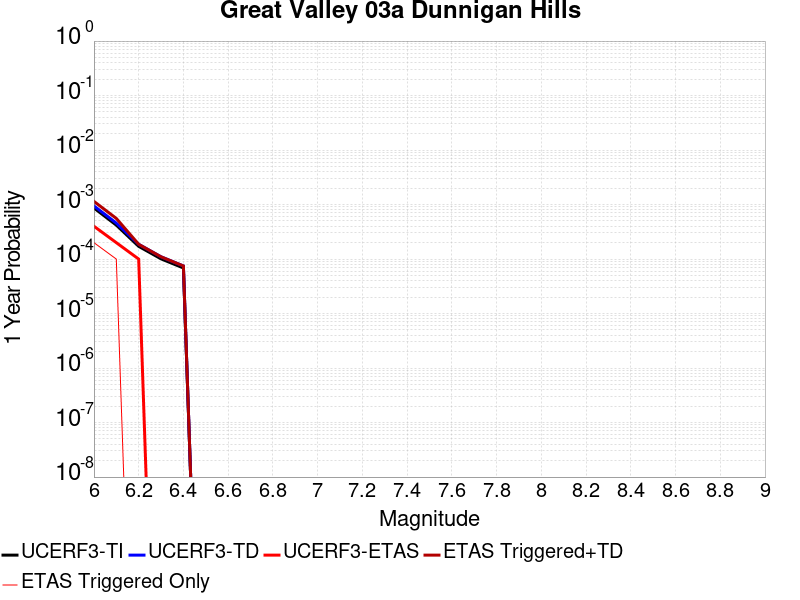 Great Valley 03a Dunnigan Hills
10^0
10^-1
10^-2
10^-3
10^-4
10^-5
10^-6
10^-7
10^-8
1 Year Probability
6 6.2 6.4 6.6 6.8 7 7.2 7.4 7.6 7.8 8 8.2 8.4 8.6 8.8 9
Magnitude
UCERF3-TI UCERF3-TD UCERF3-ETAS ETAS Triggered+TD
ETAS Triggered Only